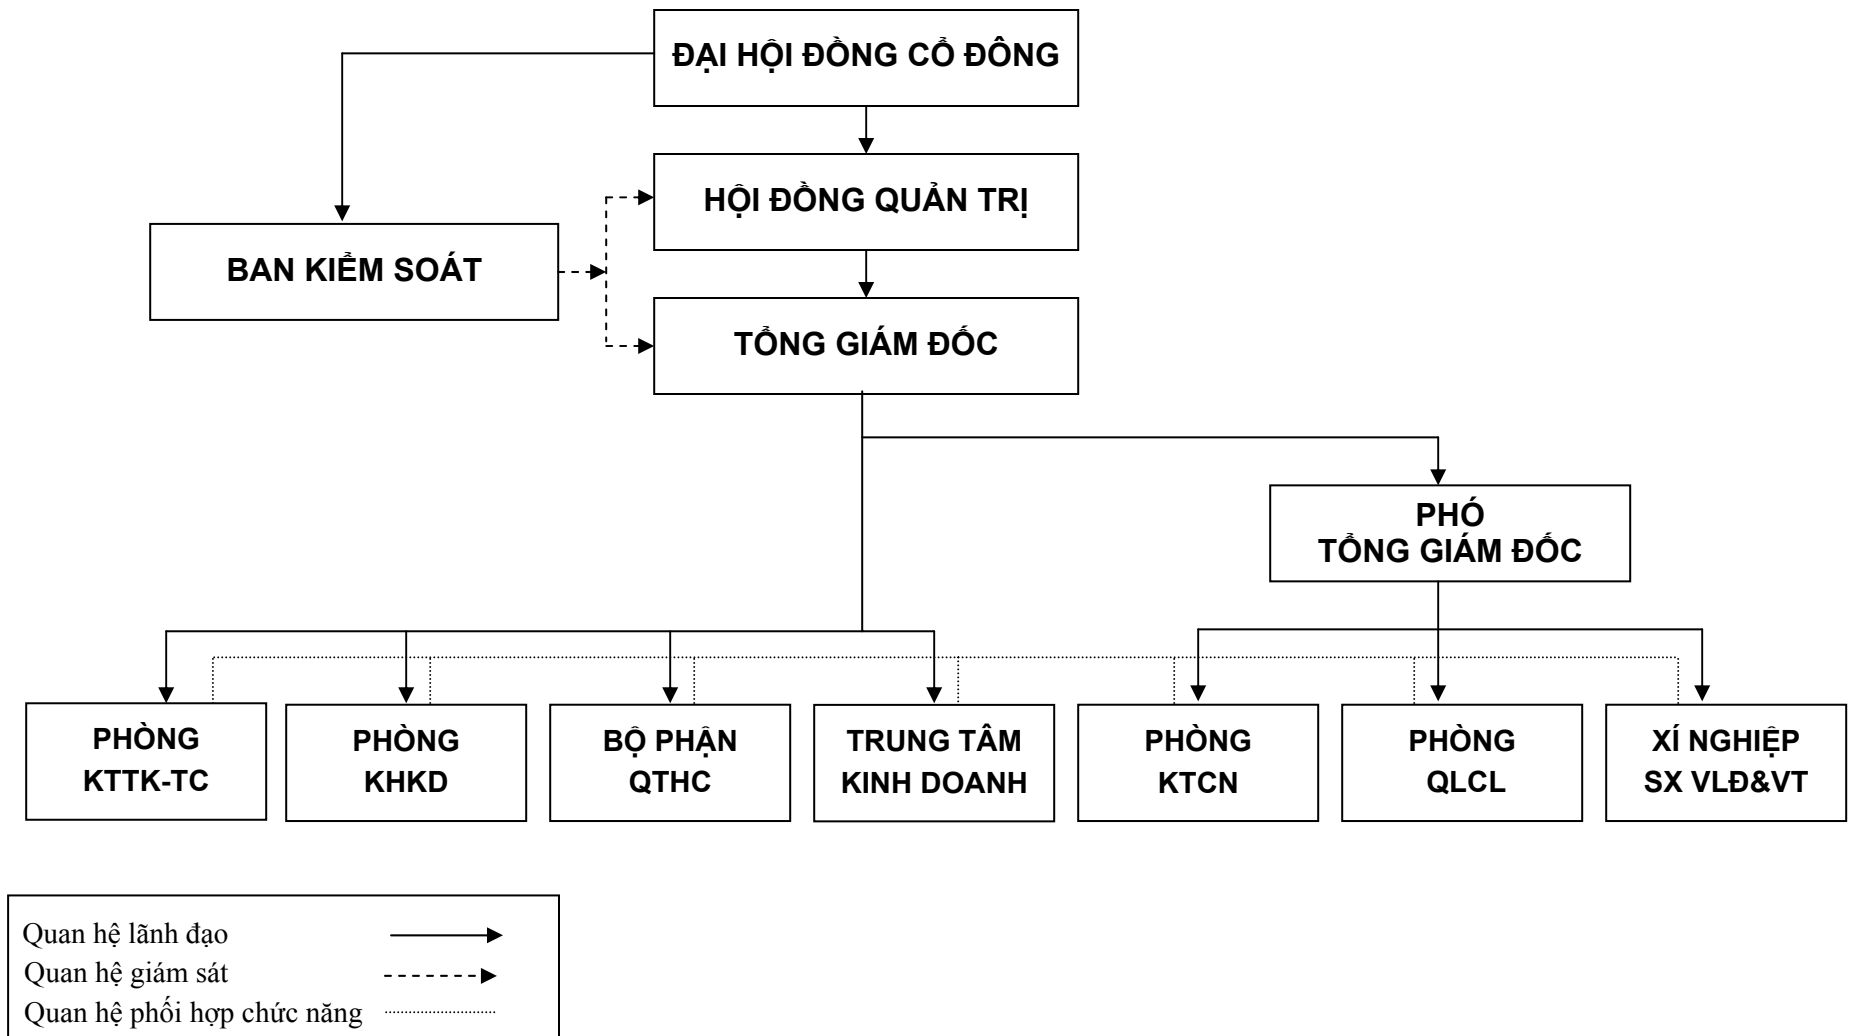 ĐẠI HỘI ĐỒNG CỔ ĐÔNG
HỘI ĐỒNG QUẢN TRỊ
BAN KIỂM SOÁT
TỔNG GIÁM ĐỐC
PHÓ
TỔNG GIÁM ĐỐC
PHÒNG
KTTK-TC
PHÒNG
KHKD
BỘ PHẬN
QTHC
TRUNG TÂM
KINH DOANH
PHÒNG
KTCN
PHÒNG
QLCL
XÍ NGHIỆP
SX VLĐ&VT
Quan hệ lãnh đạo
Quan hệ giám sát
Quan hệ phối hợp chức năng